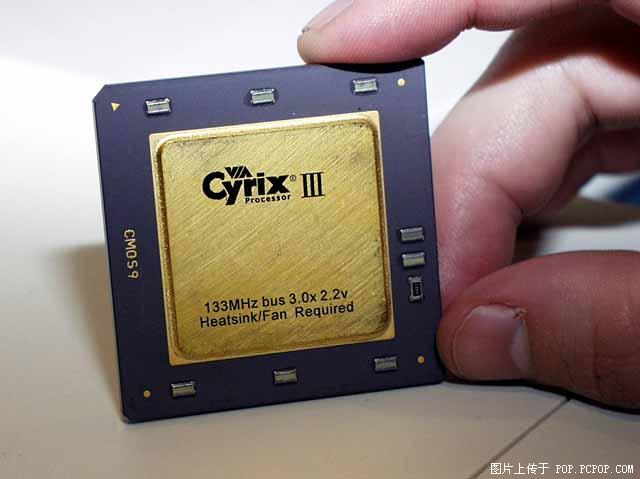 VIA
Cyrix® III
Processor
CM059
133MHz bus 3.0x 2.2v
Heatsink/Fan Required
图片上传于 POP.PCPOP.COM